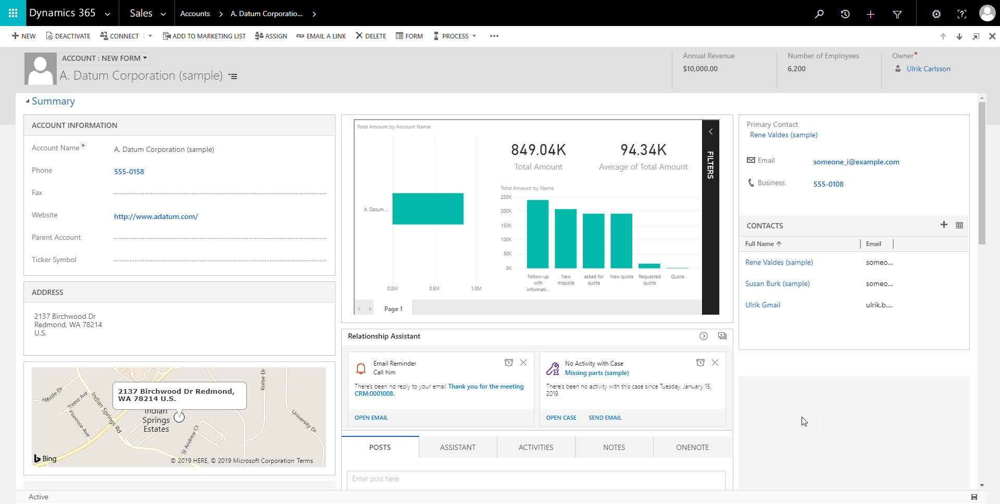 Dynamics 365
Sales
Accounts
A. Datum Corporatio...
NEW
DEACTIVATE
CONNECT
ADD TO MARKETING LIST
ASSIGN
EMAIL A LINK
DELETE
FORM
PROCESS
ACCOUNT : NEW FORM
A. Datum Corporation (sample)
Annual Revenue
$10,000.00
Number of Employees
6,200
Owner*
Ulrik Carlsson
Summary
ACCOUNT INFORMATION
Account Name *
A. Datum Corporation (sample)
Phone
555-0158
Fax
Website
http://www.adatum.com/
Parent Account
Ticker Symbol
ADDRESS
2137 Birchwood Dr
Redmond, WA 78214
U.S.
2137 Birchwood Dr Redmond,
WA 78214 U.S.
Indian
Springs
Estates
Hillside Dr
Treese Ave
Florence Ave
Indian Springs Rd
St Andrew Ct
Kolter Dr
University Dr
Bing
© 2019 HERE, © 2019 Microsoft Corporation Terms
Total Amount by Account Name
A. Datum ...
0.0M
0.5M
1.0M
849.04K
Total Amount
94.34K
Average of Total Amount
Total Amount by Name
250K
200K
150K
100K
50K
0K
Follow-up
with
informati...
New
mquote
asked for
quote
New quote
Requested
quote
Quote
FILTERS
Page 1
Relationship Assistant
Email Reminder
Call him
There's been no reply to your email Thank you for the meeting
CRM:0001008.
OPEN EMAIL
No Activity with Case
Missing parts (sample)
There's been no activity with this case since Tuesday, January 15,
2019.
OPEN CASE
SEND EMAIL
POSTS
ASSISTANT
ACTIVITIES
NOTES
ONENOTE
Enter post here
Primary Contact
Rene Valdes (sample)
Email
someone_i@example.com
Business
555-0108
CONTACTS
Full Name
Email
Rene Valdes (sample)
someo...
Susan Burk (sample)
someo...
Ulrik Gmail
ulrik.b....
Active